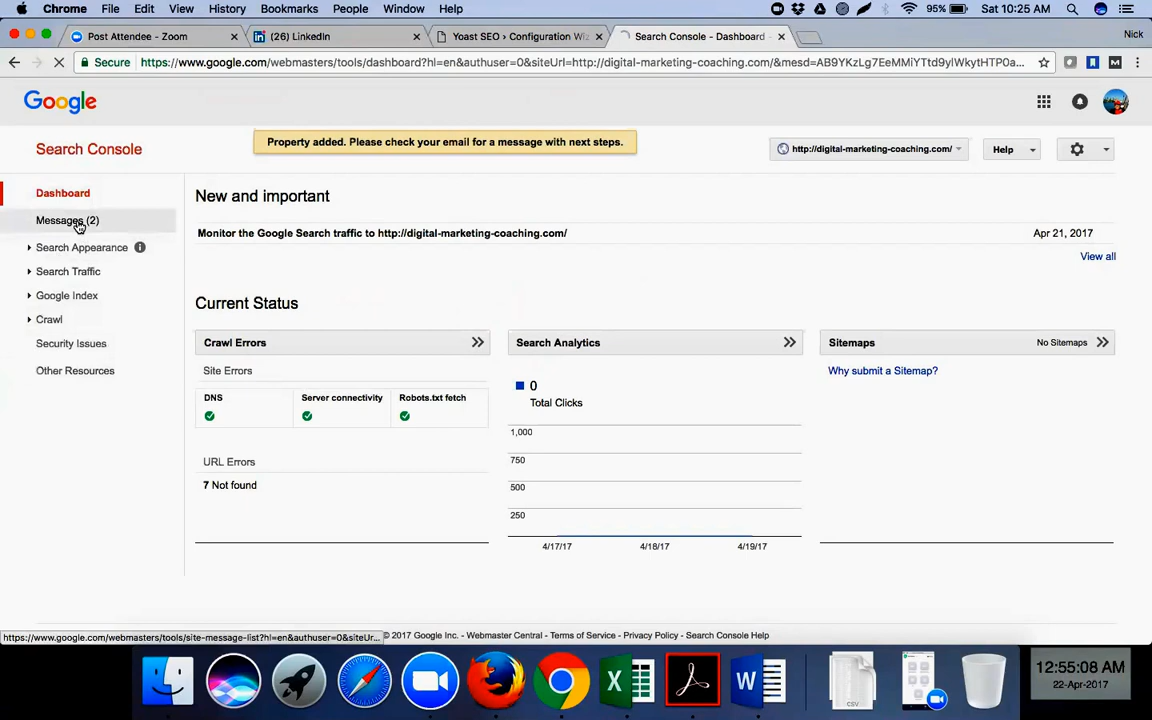 Chrome File Edit View History Bookmarks People Window Help
95% Sat 10:25 AM
Post Attendee - Zoom
(26) LinkedIn
Yoast SEO › Configuration Wiz
Search Console - Dashboard -
Nick
Secure
https://www.google.com/webmasters/tools/dashboard?hl=en&authuser=0&siteUrl=http://digital-marketing-coaching.com/&mesd=AB9YKzLg7EeMMiYTtd9ylWkytHTP0a...
Google
Search Console
Property added. Please check your email for a message with next steps.
http://digital-marketing-coaching.com/
Help
Dashboard
Messages (2)
Search Appearance
Search Traffic
Google Index
Crawl
Security Issues
Other Resources
New and important
Monitor the Google Search traffic to http://digital-marketing-coaching.com/
Apr 21, 2017
View all
Current Status
Crawl Errors
Site Errors
DNS
Server connectivity
Robots.txt fetch
URL Errors
7 Not found
Search Analytics
0
Total Clicks
1,000
750
500
250
4/17/17
4/18/17
4/19/17
Sitemaps
No Sitemaps
Why submit a Sitemap?
https://www.google.com/webmasters/tools/site-message-list?hl=en&authuser=0&siteUr...
© 2017 Google Inc. - Webmaster Central - Terms of Service - Privacy Policy - Search Console Help
CSV
12:55:08 AM
22-Apr-2017